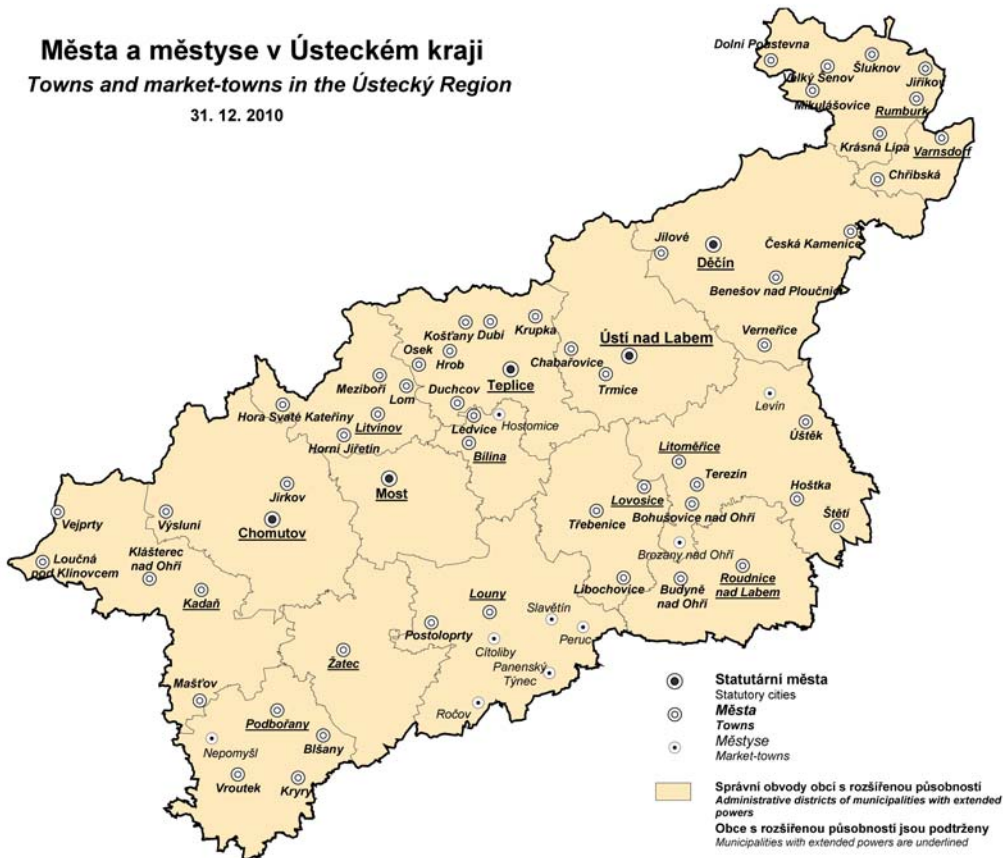 Města a městyse v Ústeckém kraji
Towns and market-towns in the Ústecký Region
31. 12. 2010
Dolní Poustevna
Šluknov
Velký Šenov
Jiříkov
Mikulášovice
Rumburk
Krásná Lípa
Varnsdorf
Chřibská
Jílové
Česká Kamenice
Děčín
Benešov nad Ploučnicí
Verneřice
Košťany
Dubí
Krupka
Ústí nad Labem
Chabařovice
Osek
Hrob
Teplice
Trmice
Meziboří
Lom
Duchcov
Levín
Hora Svaté Kateřiny
Litvínov
Ledvice
Hostomice
Úštěk
Horní Jiřetín
Bílina
Litoměřice
Terezín
Most
Jirkov
Lovosice
Hoštka
Vejprty
Výsluní
Chomutov
Třebenice
Bohušovice nad Ohří
Štětí
Brozany nad Ohří
Loučná
pod Klínovcem
Klášterec
nad Ohří
Kadaň
Libochovice
Budyně
nad Ohří
Roudnice
nad Labem
Louny
Slavětín
Postoloprty
Peruc
Cítoliby
Žatec
Panenský
Týnec
Mašťov
Ročov
Podbořany
Nepomyšl
Blšany
Vroutek
Kryry
Statutární města
Statutory cities
Města
Towns
Městyse
Market-towns
Správní obvody obcí s rozšířenou působností
Administrative districts of municipalities with extended
powers
Obce s rozšířenou působností jsou podtrženy
Municipalities with extended powers are underlined